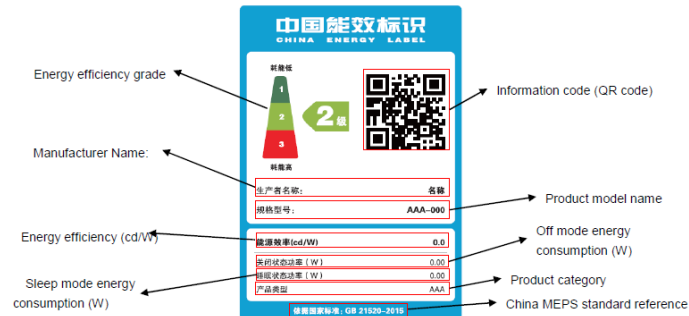 中国能效标识
CHINA ENERGY LABEL
耗能低
Energy efficiency grade
1
2
3
2级
耗能高
Information code (QR code)
Manufacturer Name:
生产者名称： 名称
规格型号： AAA-000
Product model name
Energy efficiency (cd/W)
能源效率(cd/W) 0.0
Off mode energy
consumption (W)
关闭状态功率（W） 0.00
睡眠状态功率（W） 0.00
Sleep mode energy
consumption (W)
产品类型 AAA
Product category
依据国家标准：GB 21520-2015
China MEPS standard reference